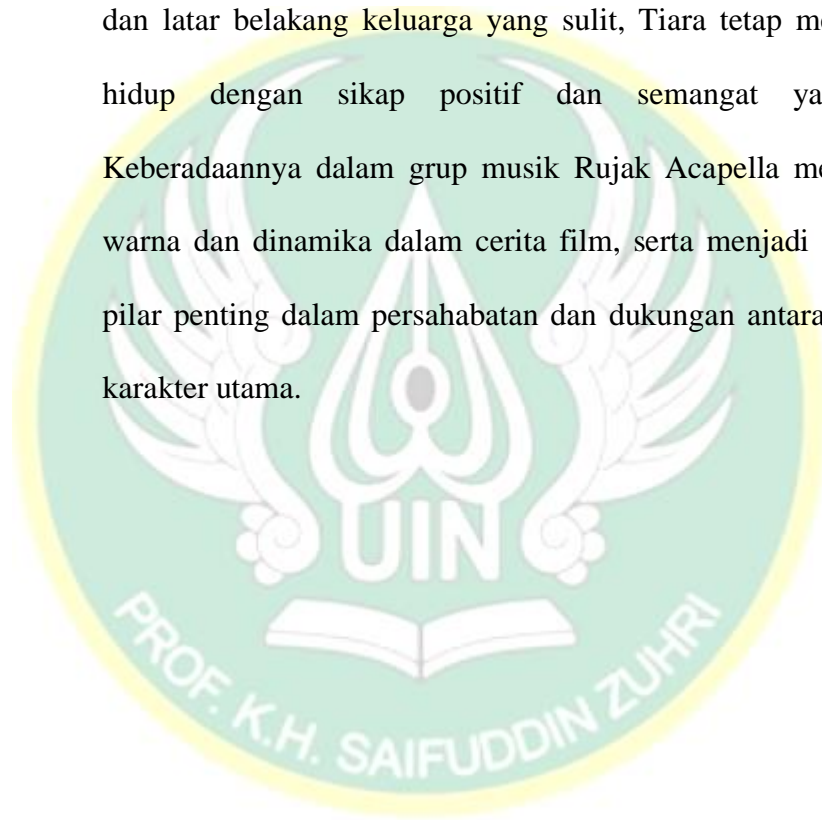 dan latar belakang keluarga yang sulit, Tiara tetap
hidup dengan sikap positif dan semangat
Keberadaannya dalam grup musik Rujak Acapella
warna dan dinamika dalam cerita film, serta menjadi
pilar penting dalam persahabatan dan dukungan antara
karakter utama.
UIN
PROF. K.H. SAIFUDDIN ZUHRI